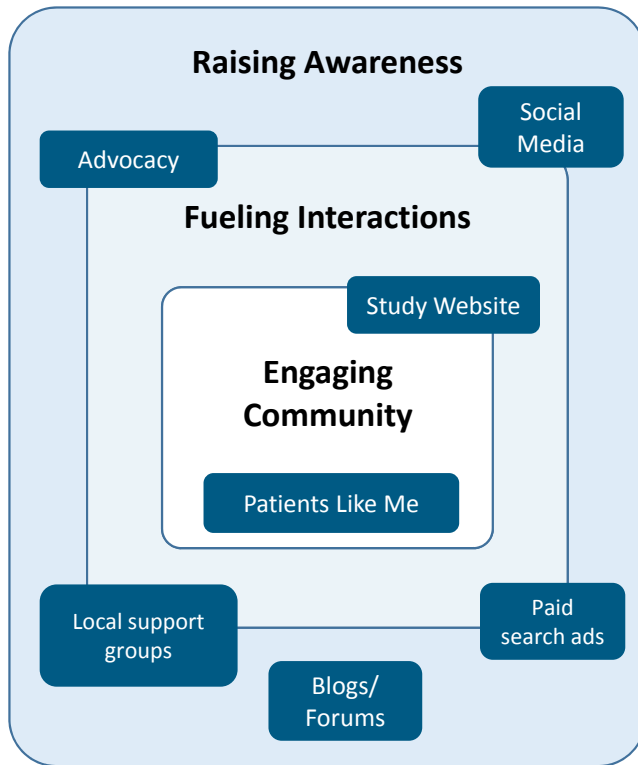 Raising Awareness
Social
Media
Advocacy
Fueling Interactions
Study Website
Engaging
Community
Patients Like Me
Local support
groups
Paid
search ads
Blogs/
Forums